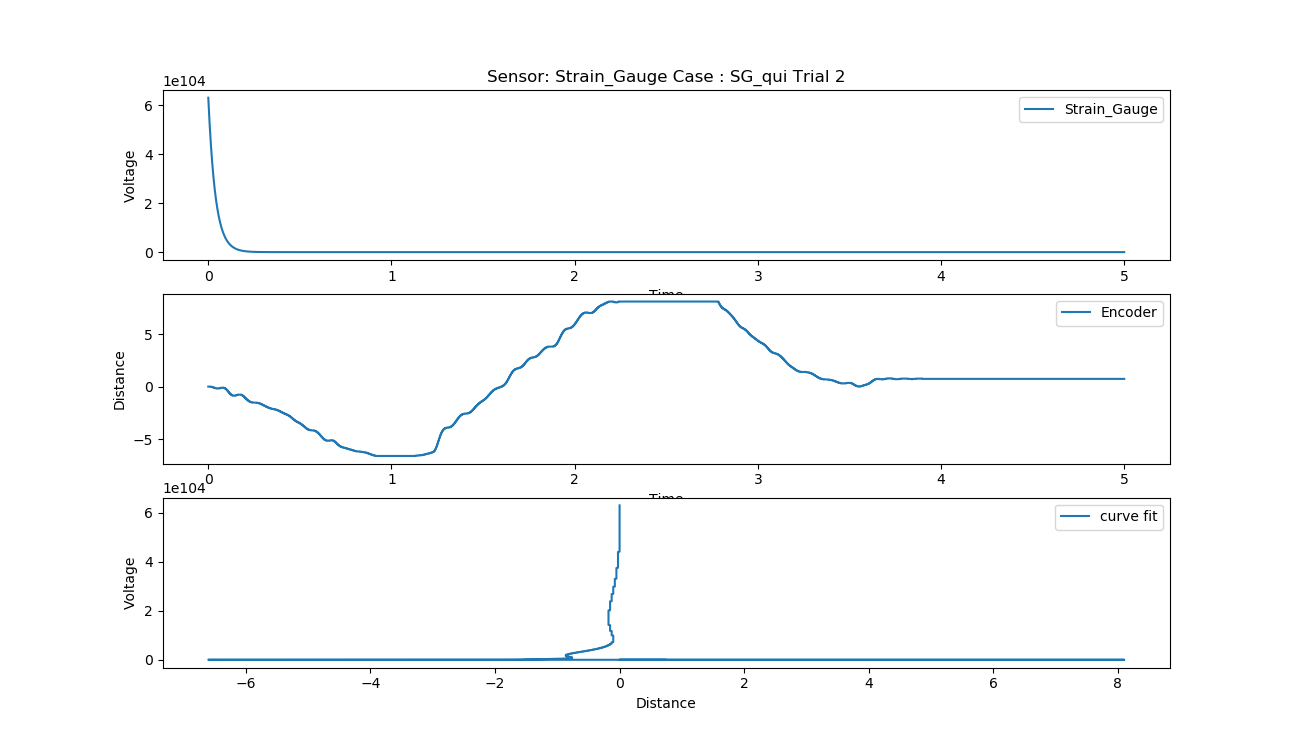 Sensor: Strain_Gauge Case : SG_qui Trial 2
1e104
6
4
2
0
Voltage
Strain_Gauge
0 1 2 3 4 5
Time
5
0
−5
Distance
Encoder
0 1 2 3 4 5
Time
1e104
6
4
2
0
Voltage
curve fit
−6 −4 −2 0 2 4 6 8
Distance